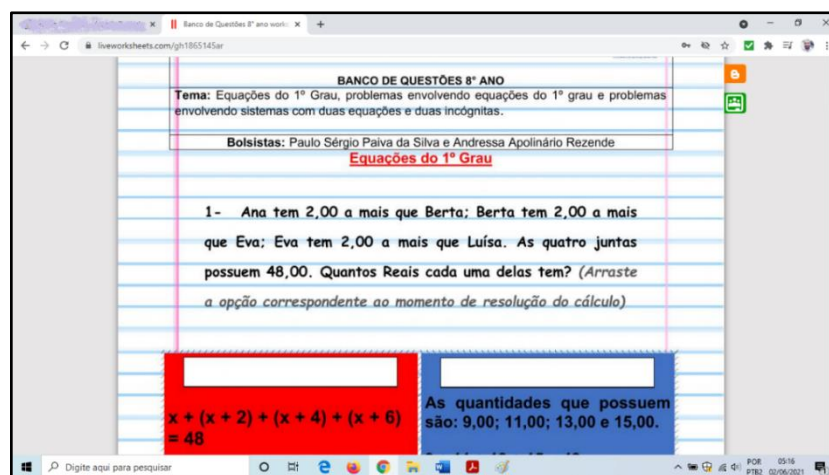 Banco de Questões 8° ano work
liveworksheets.com/gh1865145ar
BANCO DE QUESTÕES 8° ANO
Tema: Equações do 1º Grau, problemas envolvendo equações do 1º grau e problemas
envolvendo sistemas com duas equações e duas incógnitas.
Bolsistas: Paulo Sérgio Paiva da Silva e Andressa Apolinário Rezende
Equações do 1º Grau
1- Ana tem 2,00 a mais que Berta; Berta tem 2,00 a mais
que Eva; Eva tem 2,00 a mais que Luísa. As quatro juntas
possuem 48,00. Quantos Reais cada uma delas tem? (Arraste
a opção correspondente ao momento de resolução do cálculo)
x + (x + 2) + (x + 4) + (x + 6)
= 48
As quantidades que possuem
são: 9,00; 11,00; 13,00 e 15,00.
Digite aqui para pesquisar
POR
PTB2
05:16
02/06/2021